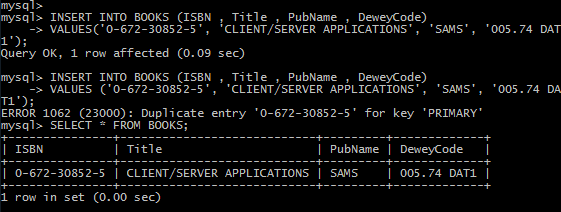 mysql>
mysql> INSERT INTO BOOKS (ISBN , Title , PubName , DeweyCode)
    -> VALUES('0-672-30852-5', 'CLIENT/SERVER APPLICATIONS', 'SAMS', '005.74 DAT
1');
Query OK, 1 row affected (0.09 sec)

mysql> INSERT INTO BOOKS (ISBN , Title , PubName , DeweyCode)
    -> VALUES ('0-672-30852-5', 'CLIENT/SERVER APPLICATIONS', 'SAMS', '005.74 DA
T1');
ERROR 1062 (23000): Duplicate entry '0-672-30852-5' for key 'PRIMARY'
mysql> SELECT * FROM BOOKS;
+---------------+----------------------------+---------+-------------+
| ISBN          | Title                      | PubName | DeweyCode   |
+---------------+----------------------------+---------+-------------+
| 0-672-30852-5 | CLIENT/SERVER APPLICATIONS | SAMS    | 005.74 DAT1 |
+---------------+----------------------------+---------+-------------+
1 row in set (0.00 sec)